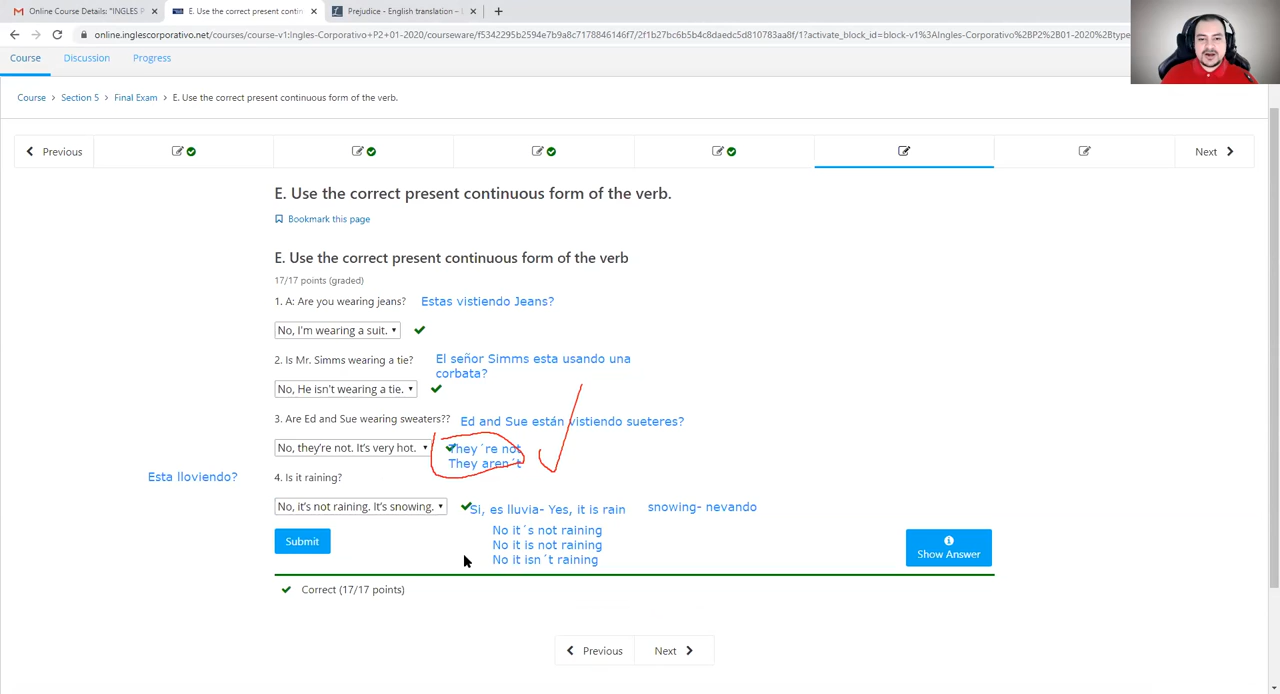 Online Course Details: "INGLES P
E. Use the correct present contin
Prejudice - English translation –
online.inglescorporativo.net/courses/course-v1:Ingles-Corporativo+P2+01-2020/courseware/f5342295b3294e7b9a8c7178846146f7/2f1b27bc6b5b4c8daedc5d810783aa8f/1?activate_block_id=block-v1%3AIngles-Corporativo%2BP2%2B01-2020%2Btype
Course
Discussion
Progress
Course > Section 5 > Final Exam > E. Use the correct present continuous form of the verb.
Previous
Next
E. Use the correct present continuous form of the verb.
Bookmark this page
E. Use the correct present continuous form of the verb
17/17 points (graded)
1. A: Are you wearing jeans? Estas vistiendo Jeans?
No, I'm wearing a suit.
2. Is Mr. Simms wearing a tie? El señor Simms esta usando una
corbata?
No, He isn't wearing a tie.
3. Are Ed and Sue wearing sweaters?? Ed and Sue están vistiendo sueteres?
No, they're not. It's very hot. They´re not
They aren´t
Esta lloviendo? 4. Is it raining?
No, it's not raining. It's snowing. Si, es lluvia- Yes, it is rain snowing- nevando
No it´s not raining
No it is not raining
No it isn´t raining
Submit
Show Answer
Correct (17/17 points)
Previous
Next